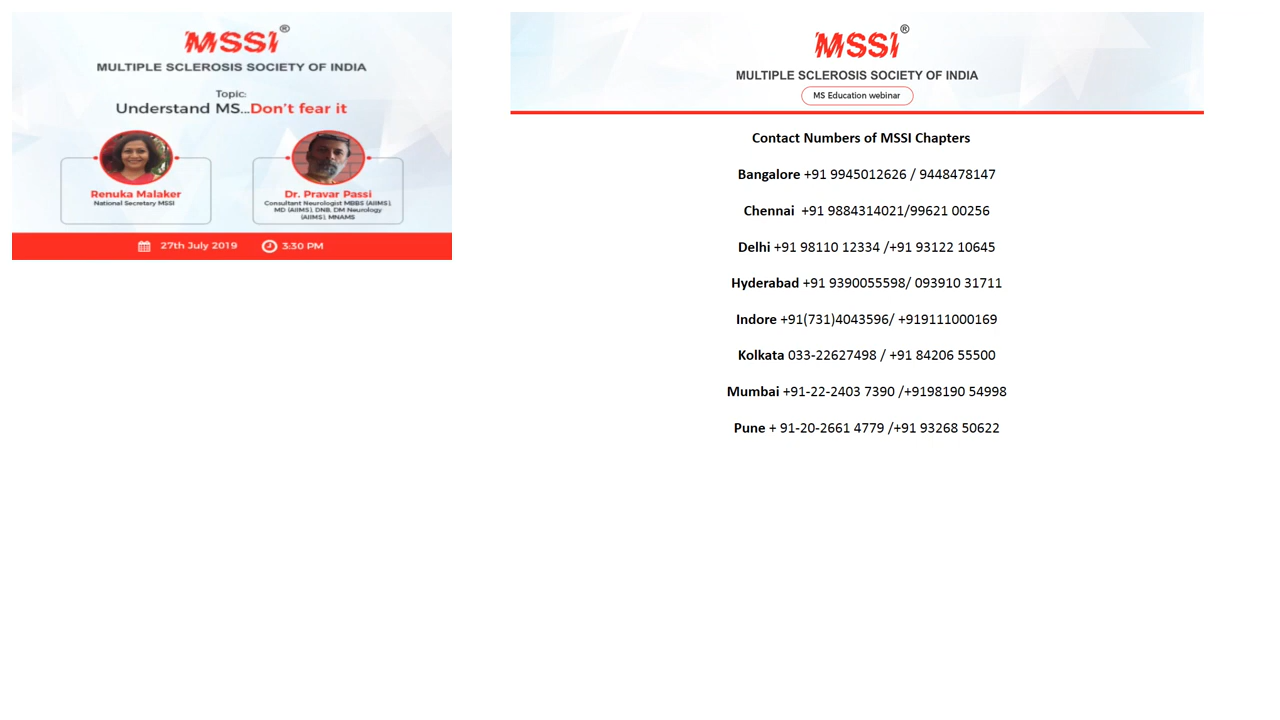 MSSI®
MULTIPLE SCLEROSIS SOCIETY OF INDIA
Topic:
Understand MS...Don't fear it
Renuka Malaker
National Secretary MSSI
Dr. Pravar Passi
Consultant Neurologist MBBS (AIIMS),
MD (AIIMS), DNB, DM Neurology
(AIIMS), MNAMS
27th July 2019
3:30 PM
MSSI®
MULTIPLE SCLEROSIS SOCIETY OF INDIA
MS Education webinar
Contact Numbers of MSSI Chapters
Bangalore +91 9945012626 / 9448478147
Chennai +91 9884314021/99621 00256
Delhi +91 98110 12334 /+91 93122 10645
Hyderabad +91 9390055598/ 093910 31711
Indore +91(731)4043596/ +919111000169
Kolkata 033-22627498 / +91 84206 55500
Mumbai +91-22-2403 7390 /+9198190 54998
Pune + 91-20-2661 4779 /+91 93268 50622